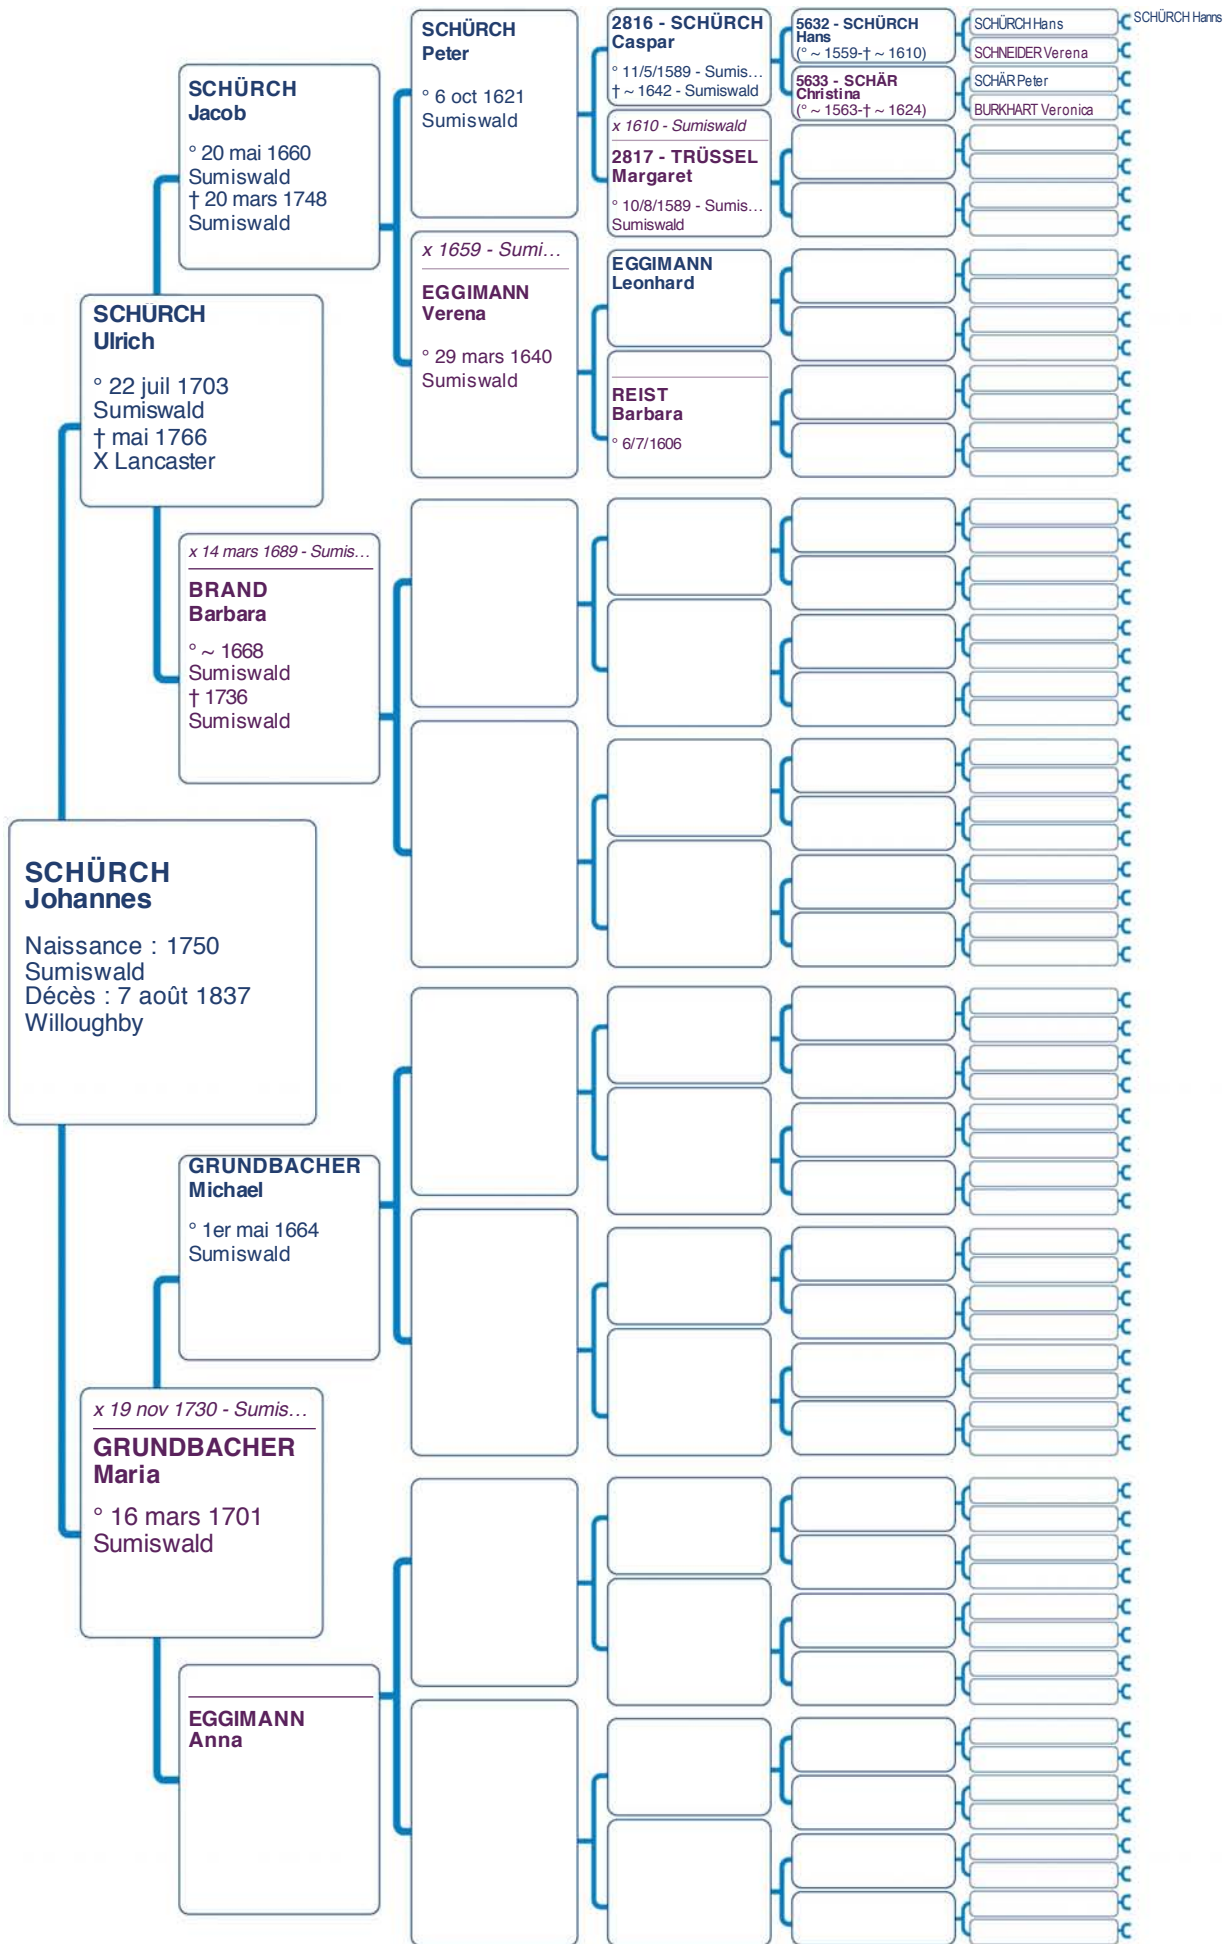 SCHÜRCH
Johannes
Naissance : 1750
Sumiswald
Décès : 7 août 1837
Willoughby
SCHÜRCH
Ulrich
° 22 juil 1703
Sumiswald
† mai 1766
X Lancaster
x 19 nov 1730 - Sumis...
GRUNDBACHER
Maria
° 16 mars 1701
Sumiswald
SCHÜRCH
Jacob
° 20 mai 1660
Sumiswald
† 20 mars 1748
Sumiswald
x 14 mars 1689 - Sumis...
BRAND
Barbara
° ~ 1668
Sumiswald
† 1736
Sumiswald
GRUNDBACHER
Michael
° 1er mai 1664
Sumiswald
EGGIMANN
Anna
SCHÜRCH
Peter
° 6 oct 1621
Sumiswald
x 1659 - Sumi...
EGGIMANN
Verena
° 29 mars 1640
Sumiswald
2816 - SCHÜRCH
Caspar
° 11/5/1589 - Sumis...
† ~ 1642 - Sumiswald
x 1610 - Sumiswald
2817 - TRÜSSEL
Margaret
° 10/8/1589 - Sumis...
Sumiswald
EGGIMANN
Leonhard
REIST
Barbara
° 6/7/1606
5632 - SCHÜRCH
Hans
(° ~ 1559-† ~ 1610)
5633 - SCHÄR
Christina
(° ~ 1563-† ~ 1624)
SCHÜRCH Hans
SCHNEIDER Verena
SCHÄR Peter
BURKHART Veronica
SCHÜRCH Hanns